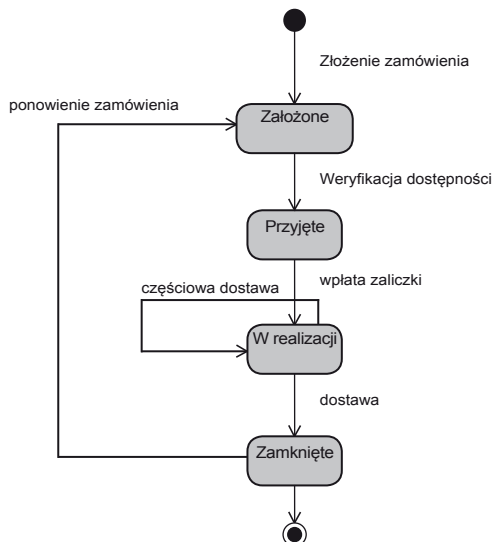 Złożenie zamówienia
ponowienie zamówienia
Założone
Weryfikacja dostępności
Przyjęte
wpłata zaliczki
częściowa dostawa
W realizacji
dostawa
Zamknięte